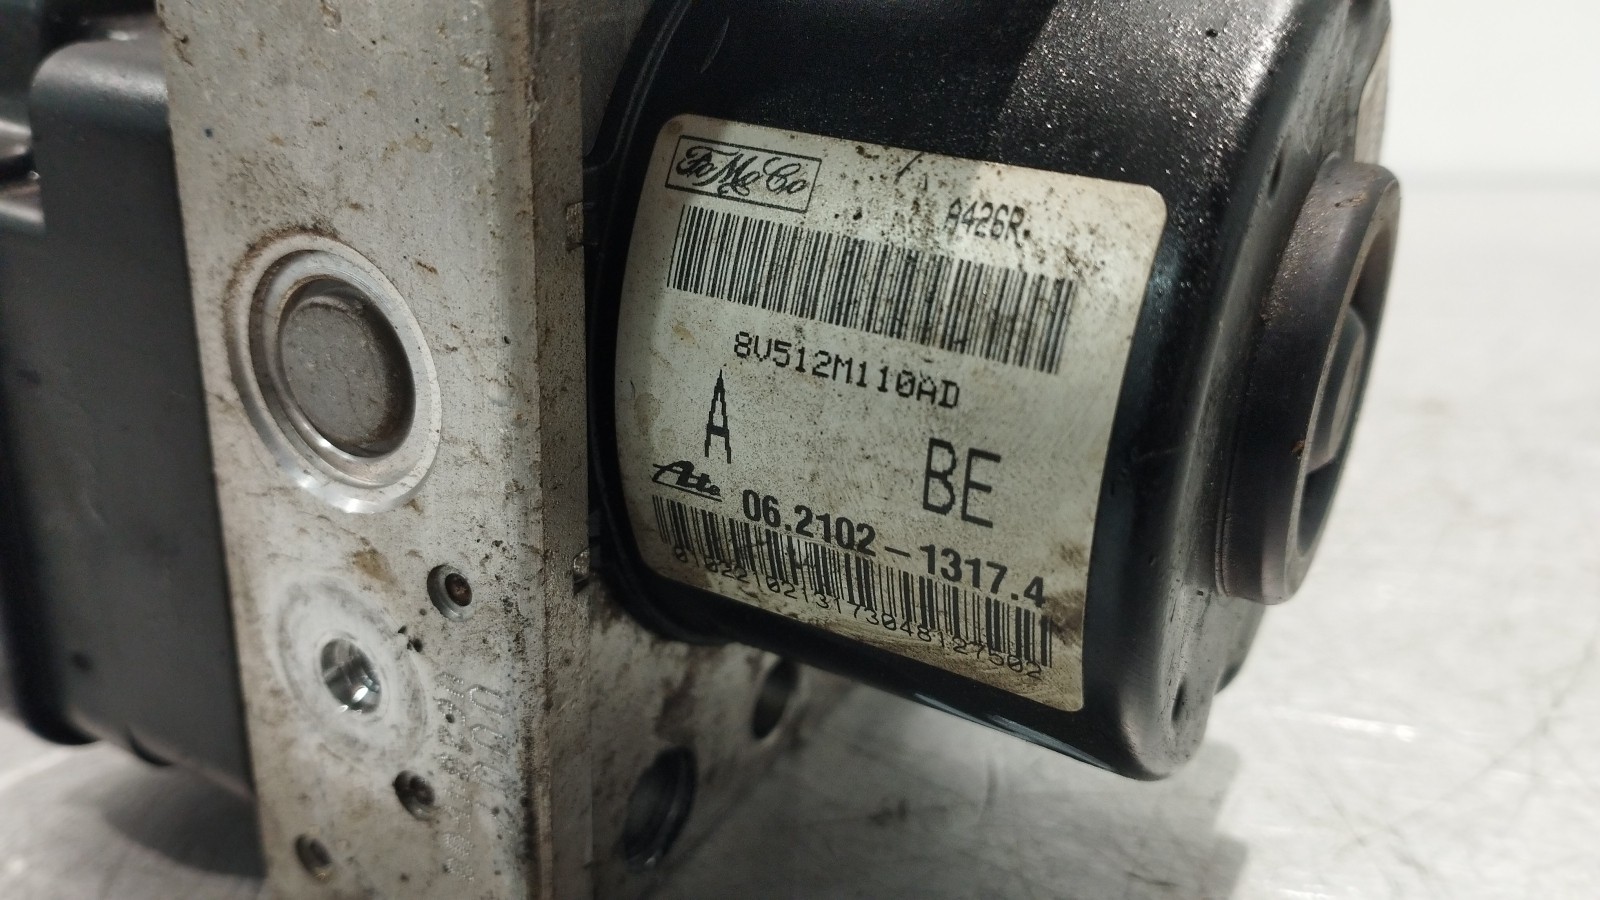 FoMoCo
A426R.
8V512M110AD
A
BE
Ate
06.2102-1317.4